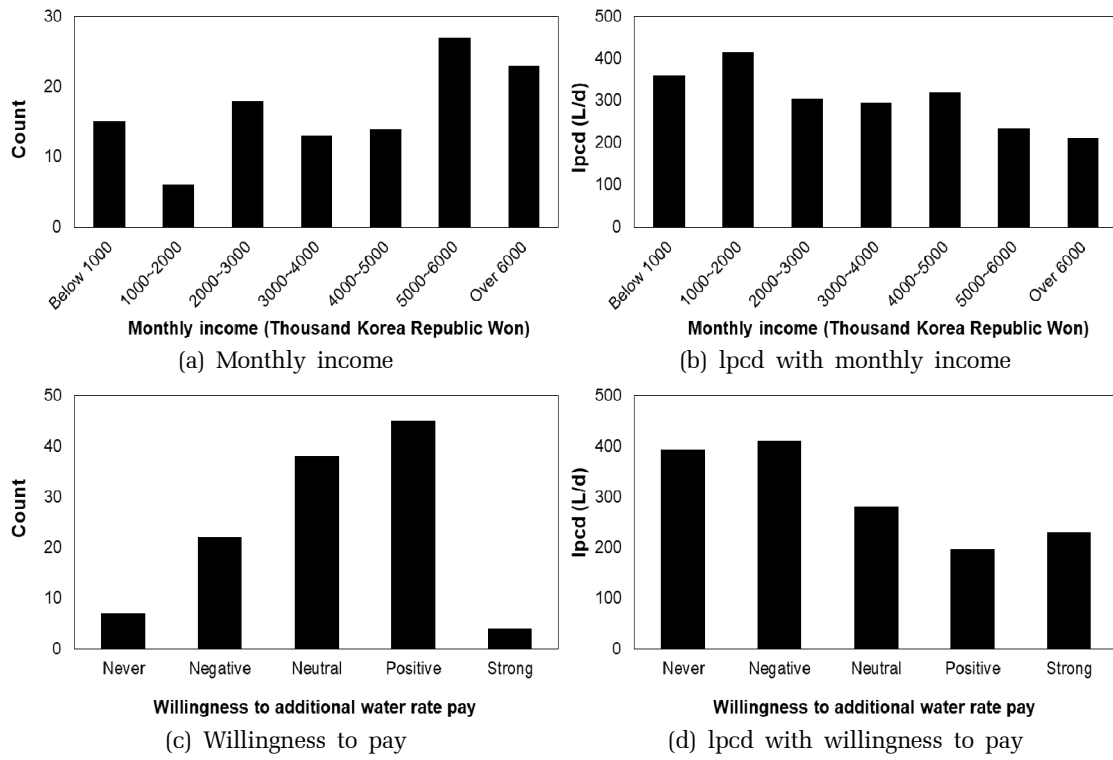 30
20
10
0
Count
Below 1000
1000~2000
2000~3000
3000~4000
4000~5000
5000~6000
Over 6000
Monthly income (Thousand Korea Republic Won)
(a) Monthly income
500
400
300
200
100
0
lpcd (L/d)
Below 1000
1000~2000
2000~3000
3000~4000
4000~5000
5000~6000
Over 6000
Monthly income (Thousand Korea Republic Won)
(b) lpcd with monthly income
50
40
30
20
10
0
Count
Never Negative Neutral Positive Strong
Willingness to additional water rate pay
(c) Willingness to pay
500
400
300
200
100
0
lpcd (L/d)
Never Negative Neutral Positive Strong
Willingness to additional water rate pay
(d) lpcd with willingness to pay